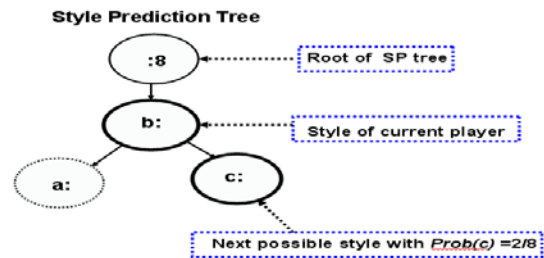 Style Prediction Tree
:8
Root of SP tree
b:
Style of current player
a:
c:
Next possible style with Prob(c) =2/8